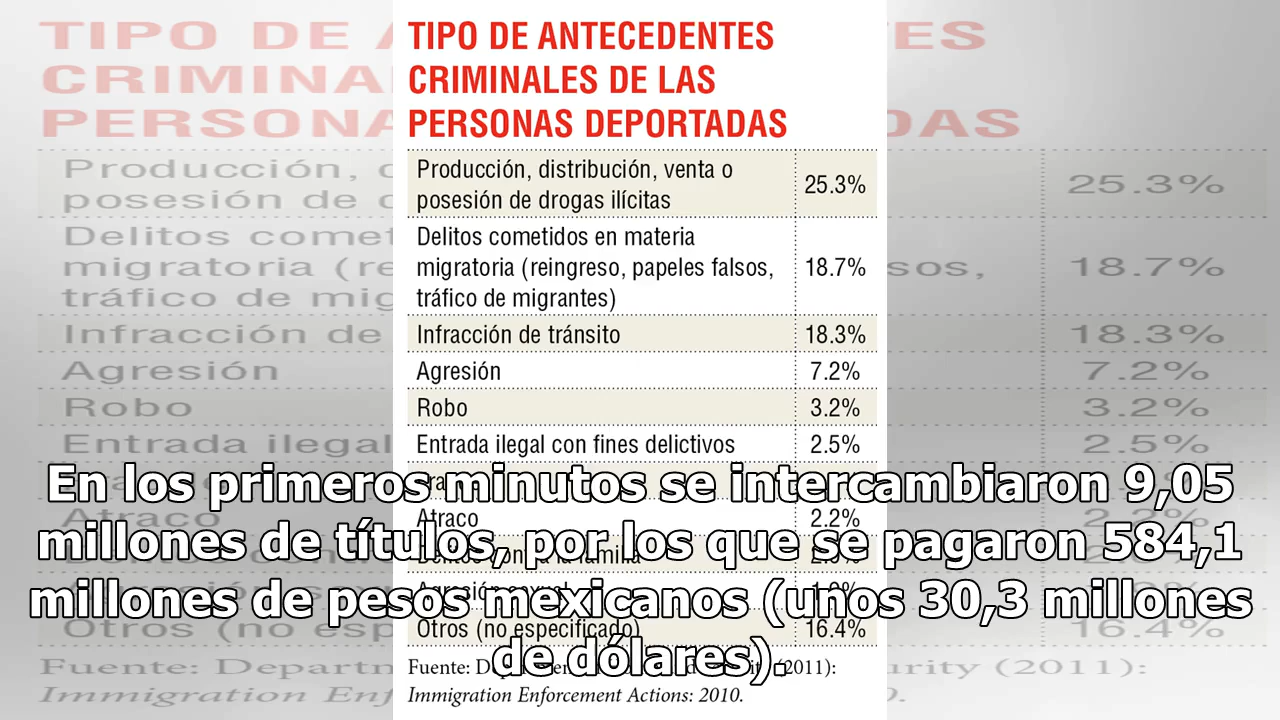 TIPO DE ANTECEDENTES
CRIMINALES DE LAS
PERSONAS DEPORTADAS
Producción, distribución, venta o
posesión de drogas ilícitas
25.3%
Delitos cometidos en materia
migratoria (reingreso, papeles falsos,
tráfico de migrantes)
18.7%
Infracción de tránsito
18.3%
Agresión
7.2%
Robo
3.2%
Entrada ilegal con fines delictivos
2.5%
Atraco
2.2%
Otros (no especificado)
16.4%
Fuente: (2011):
Immigration Enforcement Actions: 2010.
En los primeros minutos se intercambiaron 9,05
millones de títulos, por los que se pagaron 584,1
millones de pesos mexicanos (unos 30,3 millones
de dólares).